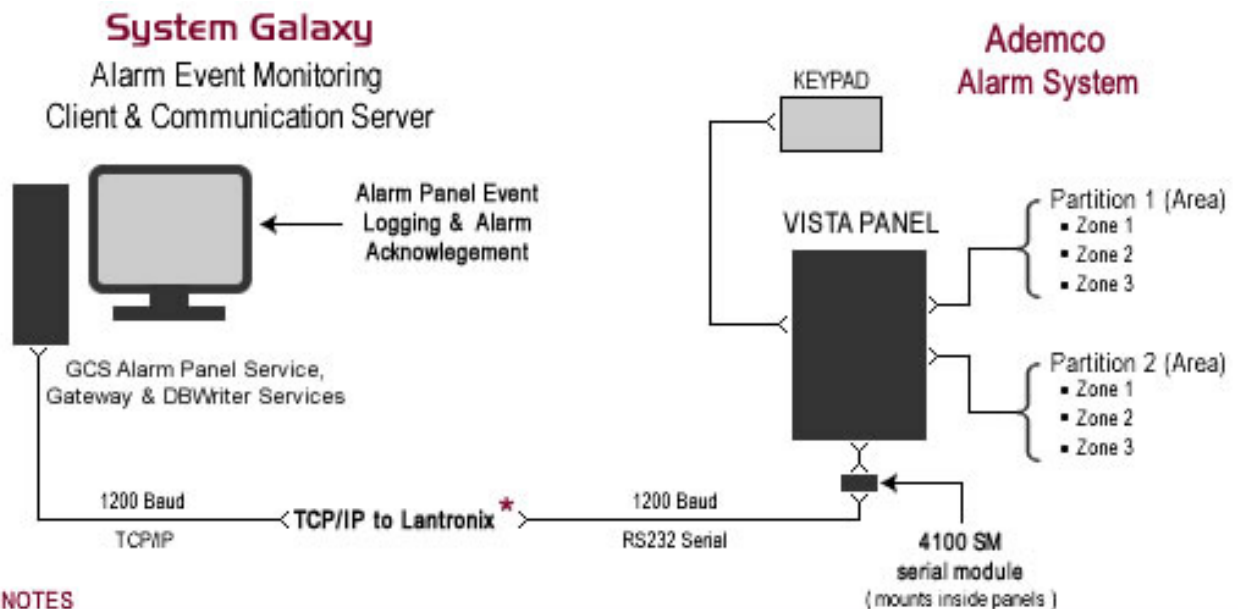 System Galaxy
Alarm Event Monitoring
Client & Communication Server
Alarm Panel Event
Logging & Alarm
Acknowlegement
GCS Alarm Panel Service,
Gateway & DBWriter Services
1200 Baud
TCP/IP
TCP/IP to Lantronix *
1200 Baud
RS232 Serial
Ademco
Alarm System
KEYPAD
VISTA PANEL
Partition 1 (Area)
▪ Zone 1
▪ Zone 2
▪ Zone 3
Partition 2 (Area)
▪ Zone 1
▪ Zone 2
▪ Zone 3
4100 SM
serial module
( mounts inside panels )
NOTES